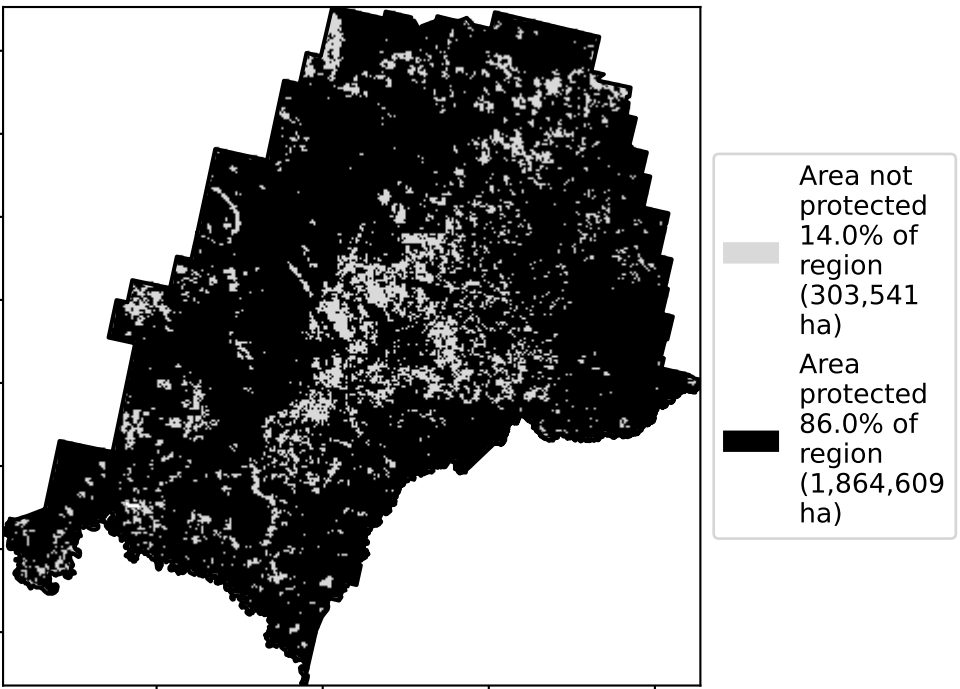 Area not
protected
14.0% of
region
(303,541
ha)
Area
protected
86.0% of
region
(1,864,609
ha)